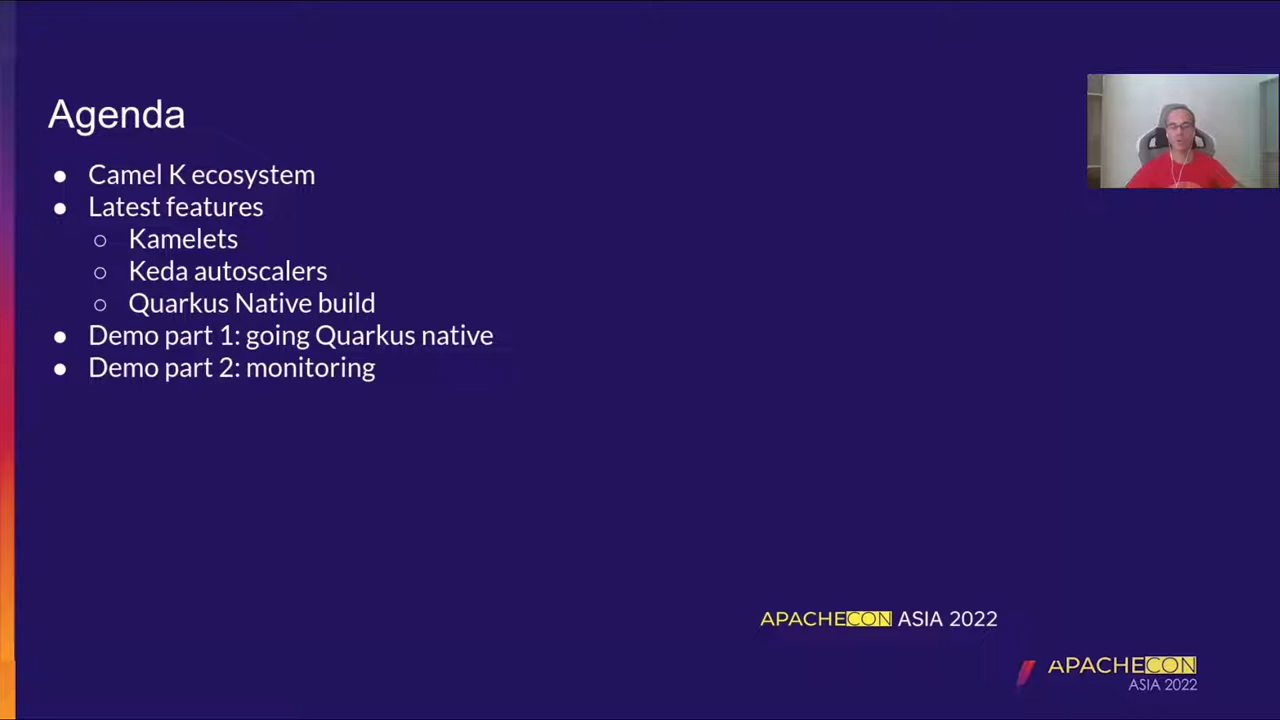 Agenda
● Camel K ecosystem
● Latest features
○ Kamelets
○ Keda autoscalers
○ Quarkus Native build
● Demo part 1: going Quarkus native
● Demo part 2: monitoring
APACHECON ASIA 2022
APACHECON
ASIA 2022